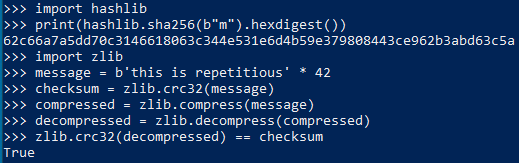 >>> import hashlib
>>> print(hashlib.sha256(b"m").hexdigest())
62c66a7a5dd70c3146618063c344e531e6d4b59e379808443ce962b3abd63c5a
>>> import zlib
>>> message = b'this is repetitious' * 42
>>> checksum = zlib.crc32(message)
>>> compressed = zlib.compress(message)
>>> decompressed = zlib.decompress(compressed)
>>> zlib.crc32(decompressed) == checksum
True